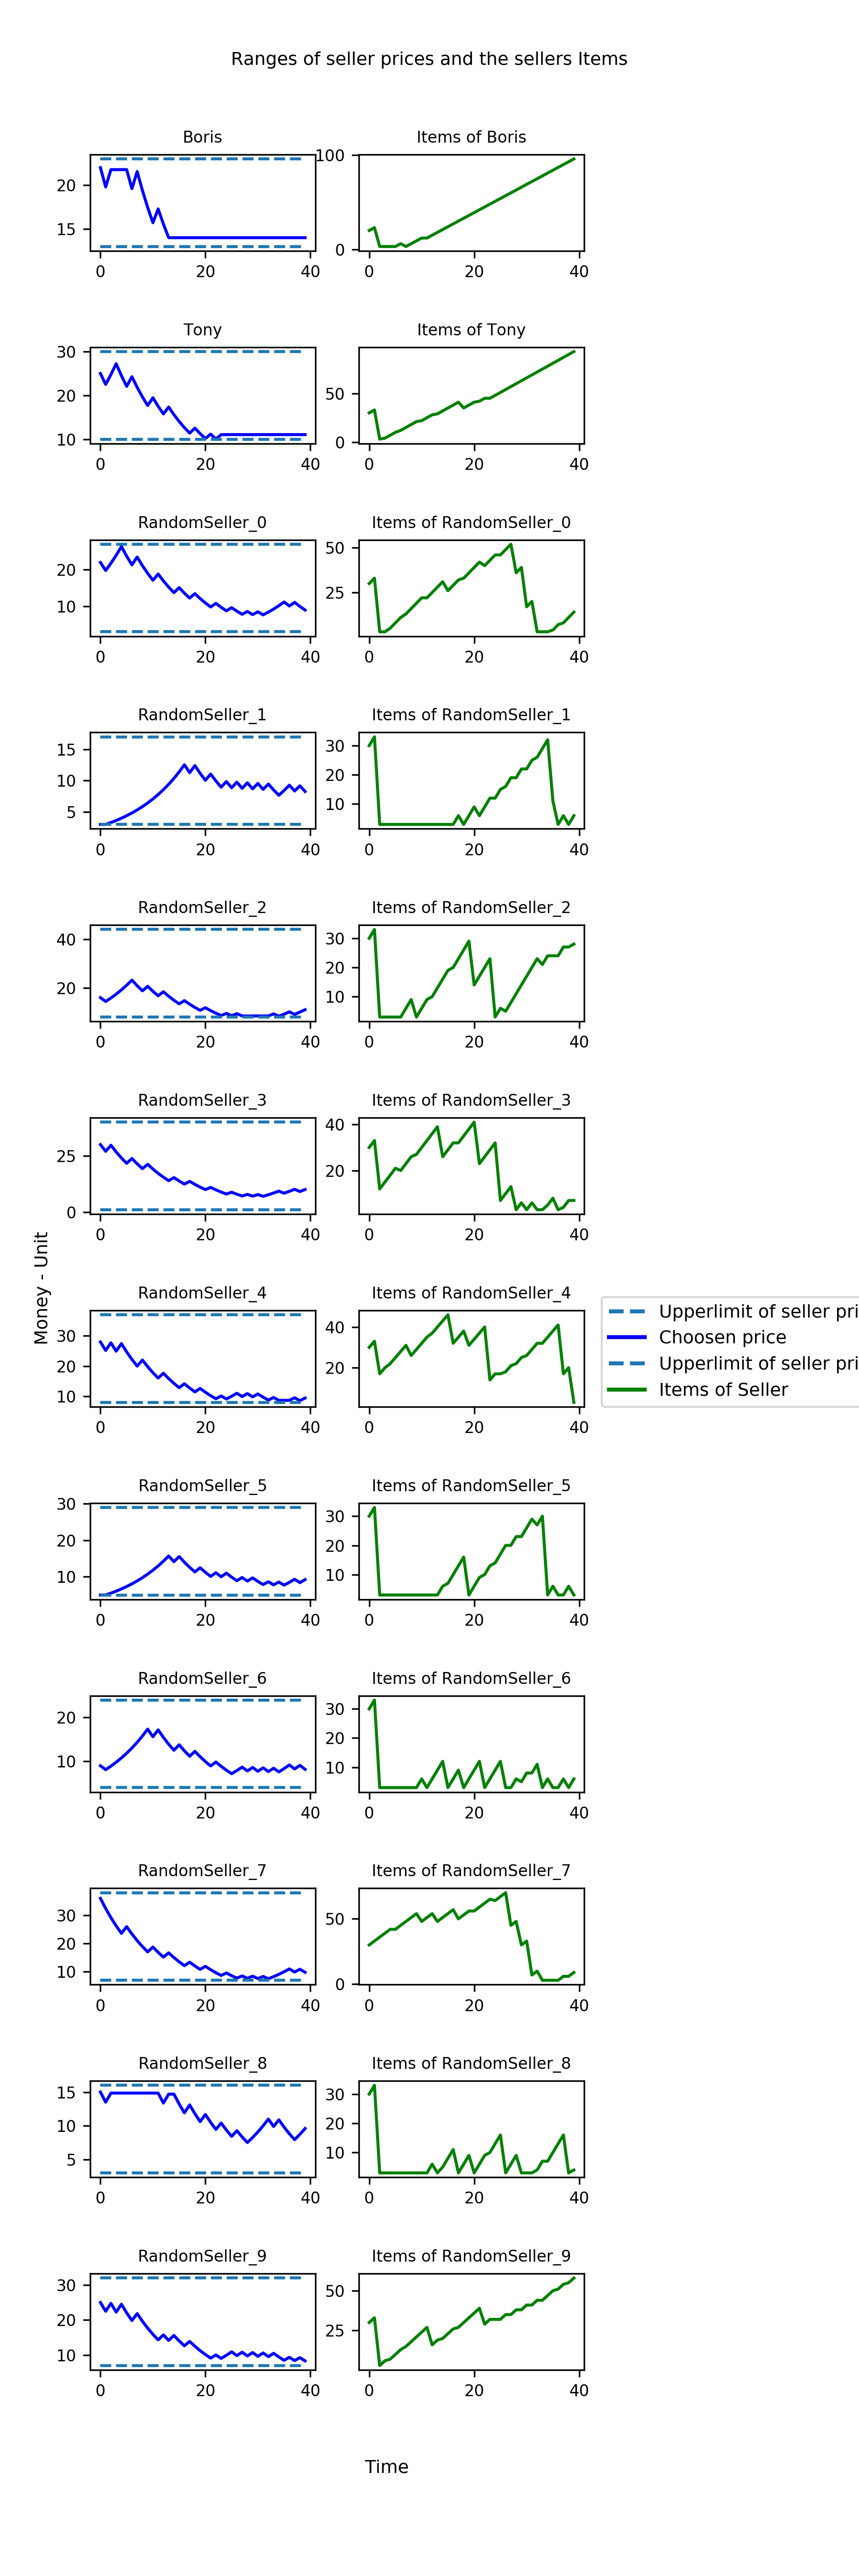 Ranges of seller prices and the sellers Items
Boris
Items of Boris
20
15
0 20 40
100
0
0 20 40
Tony
Items of Tony
30
20
10
0 20 40
50
0
0 20 40
RandomSeller_0
Items of RandomSeller_0
20
10
0 20 40
50
25
0 20 40
RandomSeller_1
Items of RandomSeller_1
15
10
5
0 20 40
30
20
10
0 20 40
RandomSeller_2
Items of RandomSeller_2
40
20
0 20 40
30
20
10
0 20 40
RandomSeller_3
Items of RandomSeller_3
25
0
0 20 40
40
20
0 20 40
Money - Unit
RandomSeller_4
Items of RandomSeller_4
30
20
10
0 20 40
40
20
0 20 40
Upperlimit of seller pri
Choosen price
Upperlimit of seller pri
Items of Seller
RandomSeller_5
Items of RandomSeller_5
30
20
10
0 20 40
30
20
10
0 20 40
RandomSeller_6
Items of RandomSeller_6
20
10
0 20 40
30
20
10
0 20 40
RandomSeller_7
Items of RandomSeller_7
30
20
10
0 20 40
50
0
0 20 40
RandomSeller_8
Items of RandomSeller_8
15
10
5
0 20 40
30
20
10
0 20 40
RandomSeller_9
Items of RandomSeller_9
30
20
10
0 20 40
50
25
0 20 40
Time